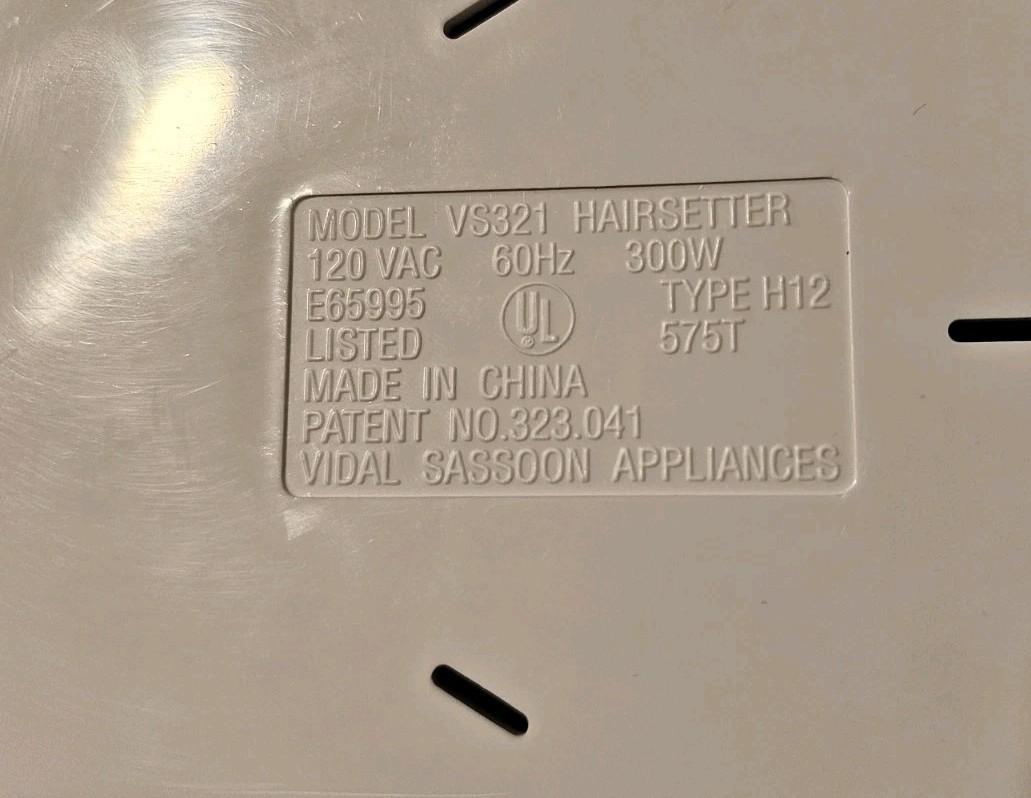 MODEL VS321 HAIRSETTER
120 VAC 60Hz 300W
E65995 UL® TYPE H12
LISTED 575T
MADE IN CHINA
PATENT NO.323.041
VIDAL SASSOON APPLIANCES